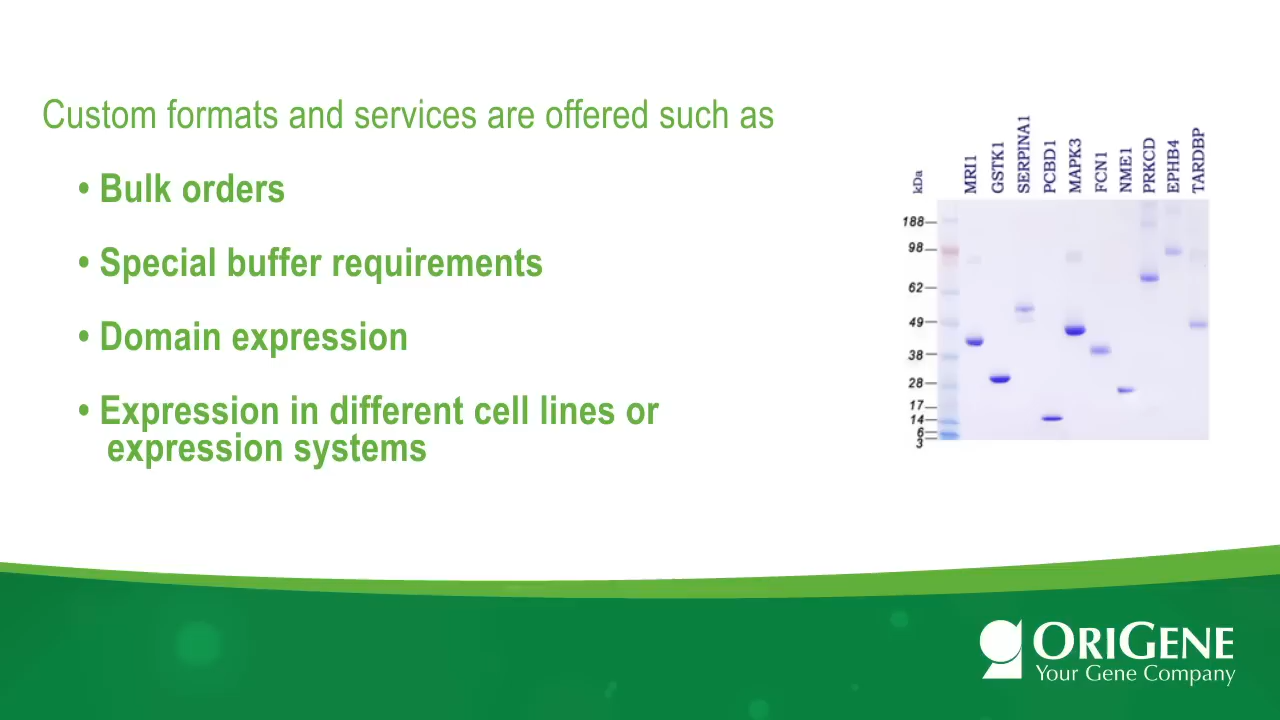 Custom formats and services are offered such as
• Bulk orders
• Special buffer requirements
• Domain expression
• Expression in different cell lines or
expression systems
kDa
MRI1
GSTK1
SERPINA1
PCBD1
MAPK3
FCN1
NME1
PRKCD
EPHB4
TARDBP
188
98
62
49
38
28
17
14
6
3
ORIGENE
Your Gene Company